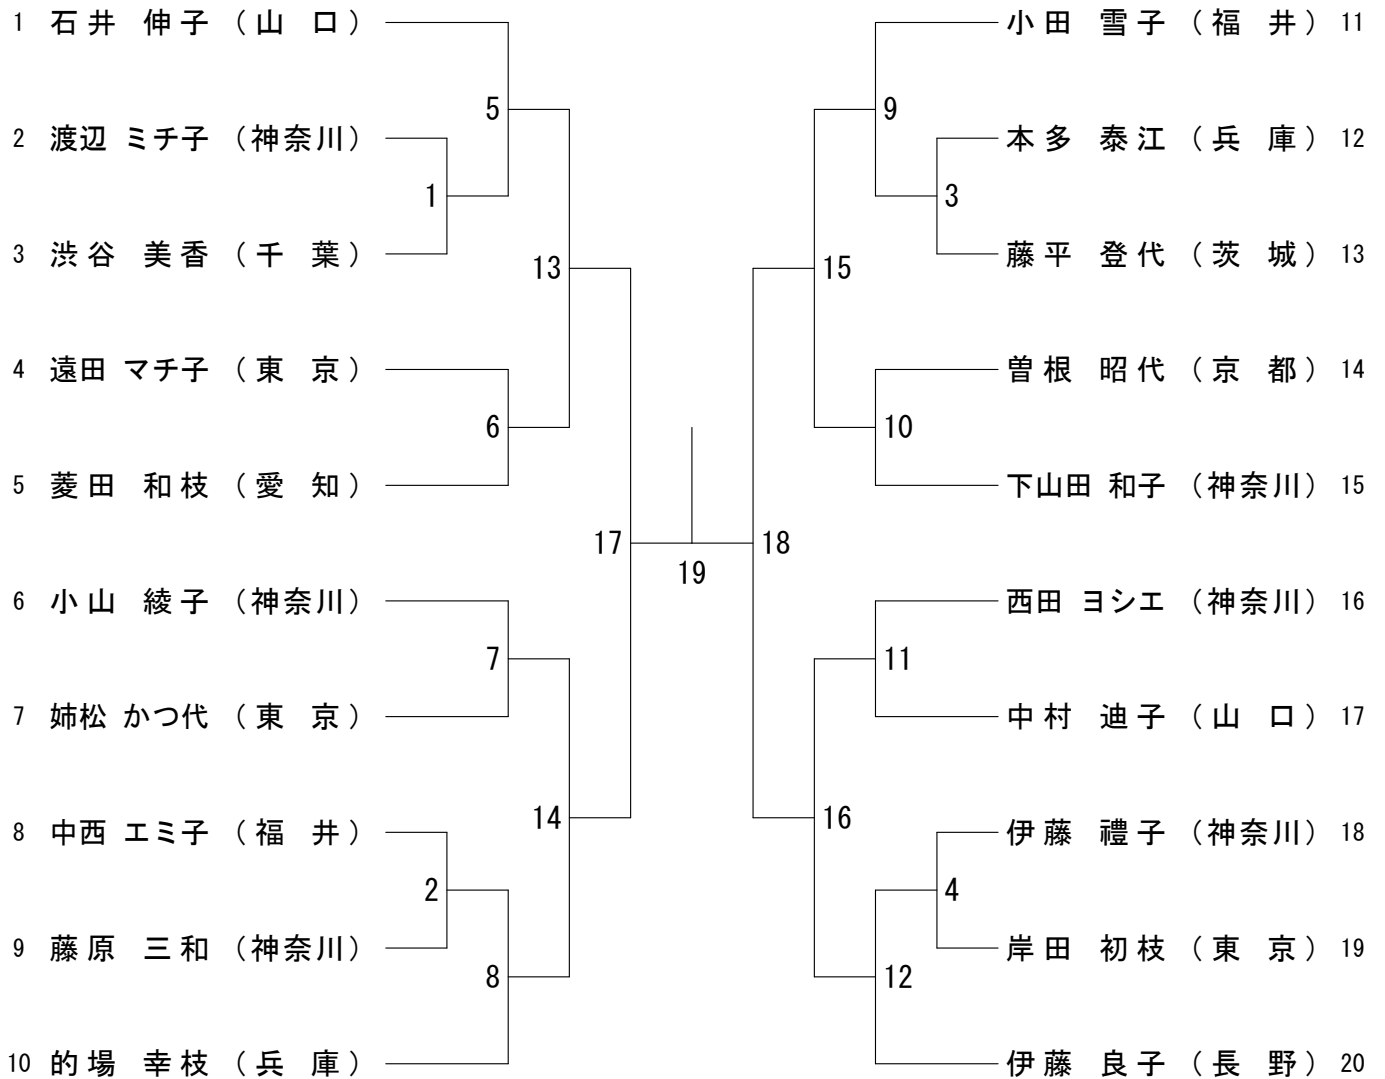 1 石井 伸子 (山 口)
5
2 渡辺 ミチ子 (神奈川)
1
3 渋谷 美香 (千 葉)
13
4 遠田 マチ子 (東 京)
6
5 菱田 和枝 (愛 知)
17
6 小山 綾子 (神奈川)
7
7 姉松 かつ代 (東 京)
14
8 中西 エミ子 (福 井)
2
9 藤原 三和 (神奈川)
8
10 的場 幸枝 (兵 庫)
19
小田 雪子 (福 井) 11
9
本多 泰江 (兵 庫) 12
3
藤平 登代 (茨 城) 13
15
曽根 昭代 (京 都) 14
10
下山田 和子 (神奈川) 15
18
西田 ヨシエ (神奈川) 16
11
中村 迪子 (山 口) 17
16
伊藤 禮子 (神奈川) 18
4
岸田 初枝 (東 京) 19
12
伊藤 良子 (長 野) 20